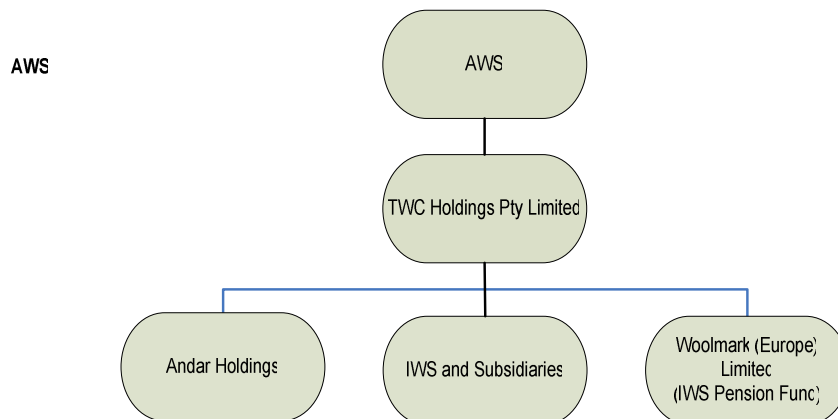 AWS
AWS
TWC Holdings Pty Limited
Andar Holdings
IWS and Subsidiaries
Woolmark (Europe)
Limited
(IWS Pension Fund)